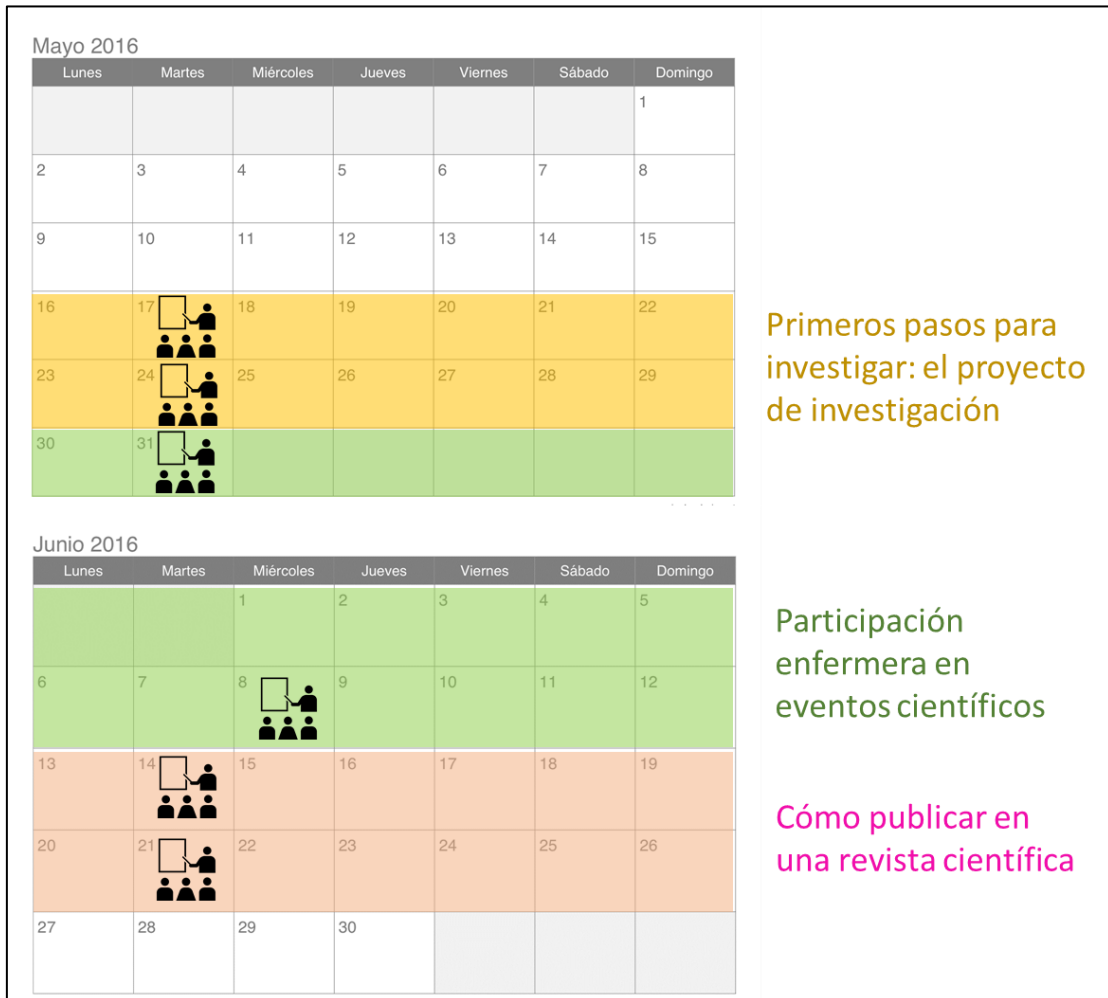 Mayo 2016
Lunes Martes Miércoles Jueves Viernes Sábado Domingo
1
2 3 4 5 6 7 8
9 10 11 12 13 14 15
16 17 18 19 20 21 22
23 24 25 26 27 28 29
30 31
Primeros pasos para
investigar: el proyecto
de investigación
Junio 2016
Lunes Martes Miércoles Jueves Viernes Sábado Domingo
1 2 3 4 5
6 7 8 9 10 11 12
13 14 15 16 17 18 19
20 21 22 23 24 25 26
27 28 29 30
Participación
enfermera en
eventos científicos
Cómo publicar en
una revista científica